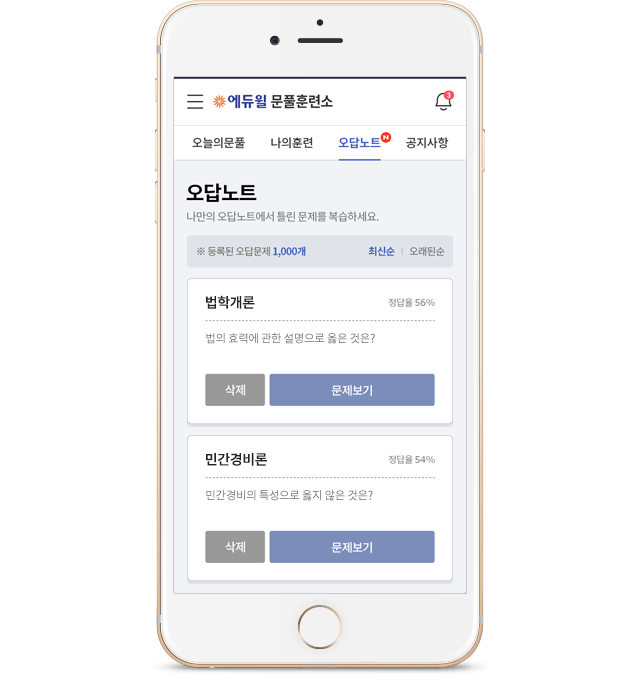 에듀윌 문풀훈련소
3
오늘의문풀 나의훈련 오답노트 N 공지사항
오답노트
나만의 오답노트에서 틀린 문제를 복습하세요.
※ 등록된 오답문제 1,000개 최신순 | 오래된순
법학개론 정답율 56%
법의 효력에 관한 설명으로 옳은 것은?
삭제 문제보기
민간경비론 정답율 54%
민간경비의 특성으로 옳지 않은 것은?
삭제 문제보기